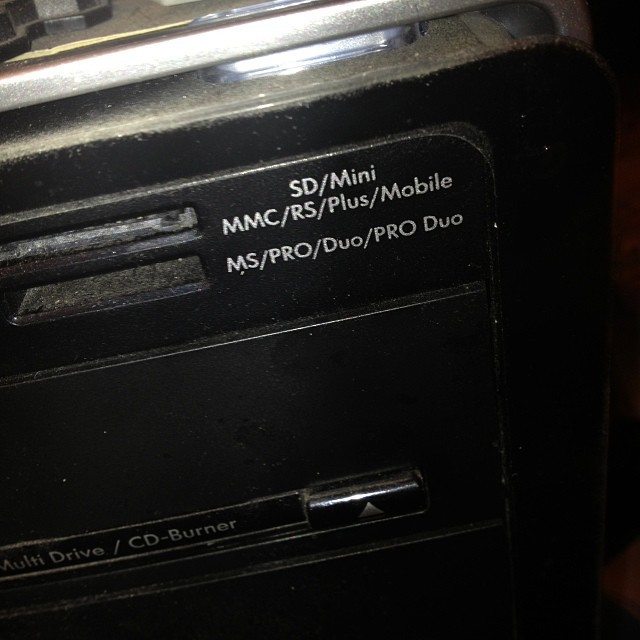 SD/Mini
MMC/RS/Plus/Mobile
MS/PRO/Duo/PRO Duo
Multi Drive / CD-Burner